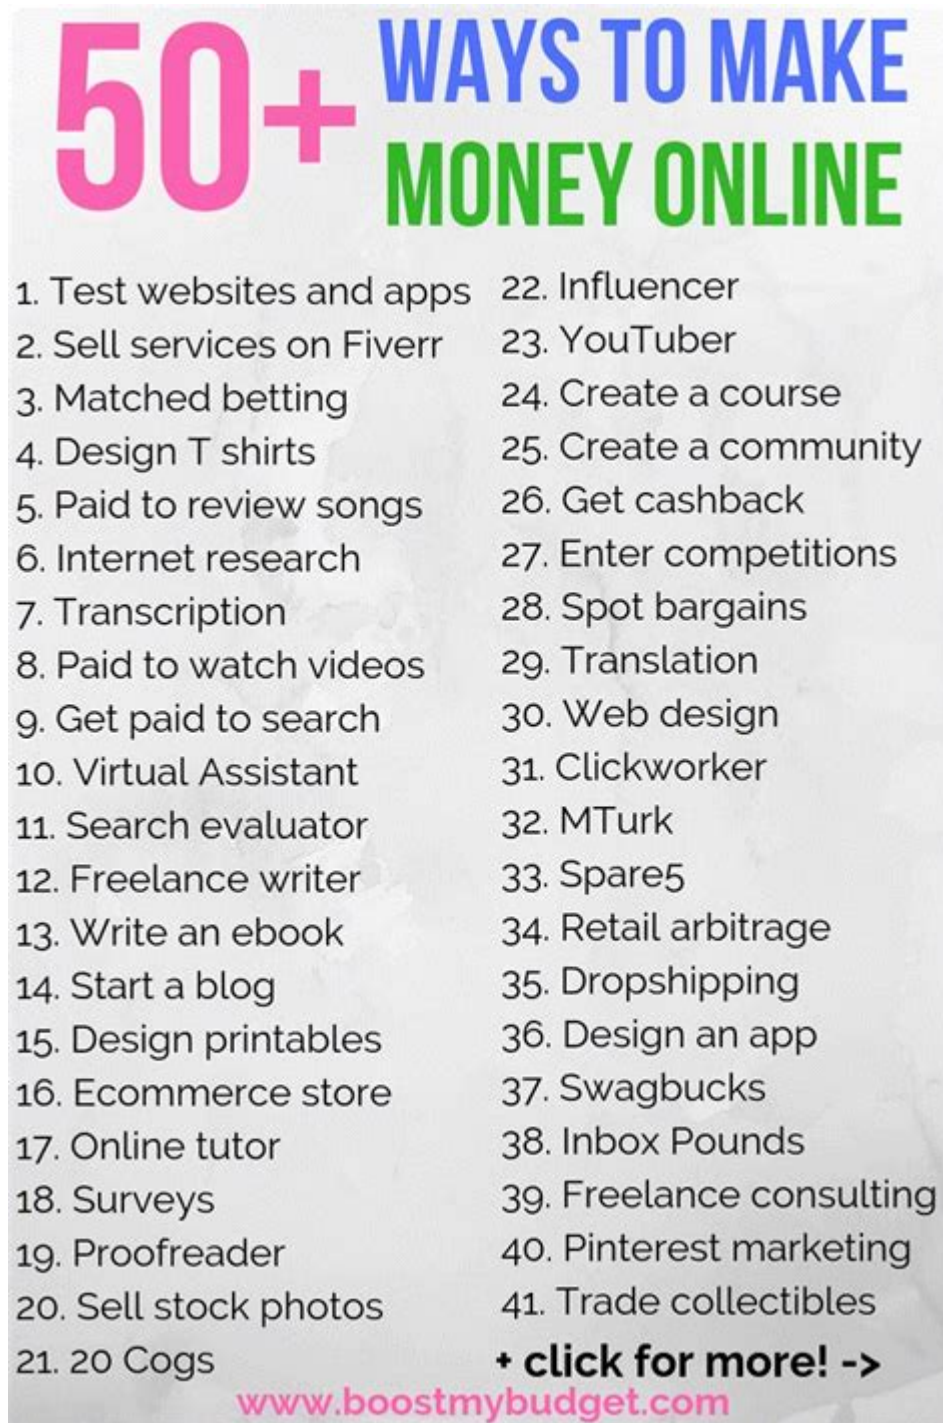 50+ WAYS TO MAKE
MONEY ONLINE
1. Test websites and apps
2. Sell services on Fiverr
3. Matched betting
4. Design T shirts
5. Paid to review songs
6. Internet research
7. Transcription
8. Paid to watch videos
9. Get paid to search
10. Virtual Assistant
11. Search evaluator
12. Freelance writer
13. Write an ebook
14. Start a blog
15. Design printables
16. Ecommerce store
17. Online tutor
18. Surveys
19. Proofreader
20. Sell stock photos
21. 20 Cogs
22. Influencer
23. YouTuber
24. Create a course
25. Create a community
26. Get cashback
27. Enter competitions
28. Spot bargains
29. Translation
30. Web design
31. Clickworker
32. MTurk
33. Spare5
34. Retail arbitrage
35. Dropshipping
36. Design an app
37. Swagbucks
38. Inbox Pounds
39. Freelance consulting
40. Pinterest marketing
41. Trade collectibles
+ click for more! ->
www.boostmybudget.com